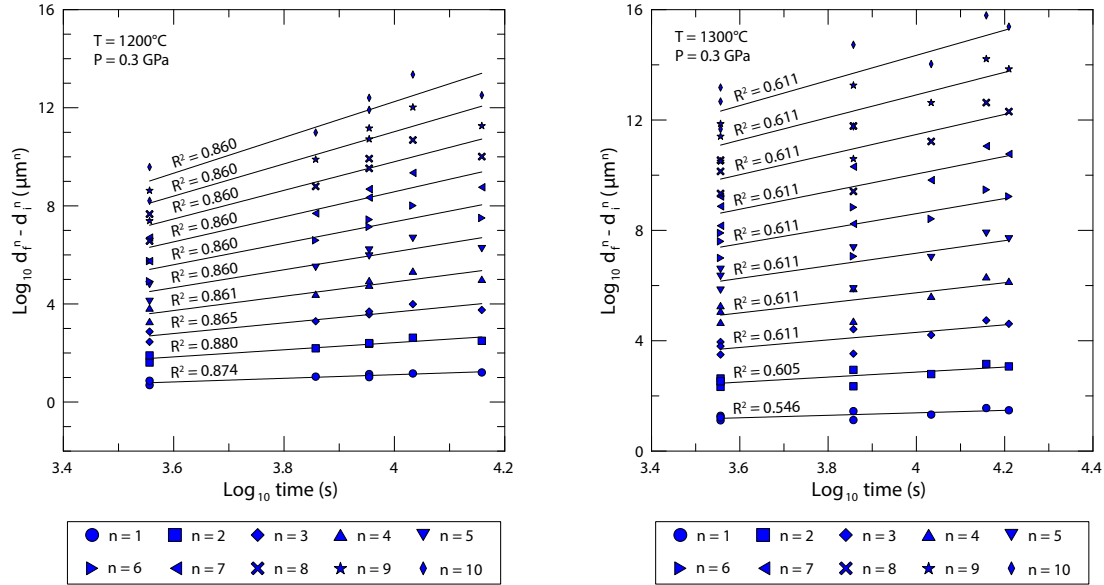 T = 1200°C
P = 0.3 GPa
16
12
8
4
0
Log₁₀ d_fⁿ - d_iⁿ (µmⁿ)
R² = 0.860
R² = 0.860
R² = 0.860
R² = 0.860
R² = 0.860
R² = 0.860
R² = 0.861
R² = 0.865
R² = 0.880
R² = 0.874
3.4 3.6 3.8 4 4.2
Log₁₀ time (s)
n = 1 n = 2 n = 3 n = 4 n = 5
n = 6 n = 7 n = 8 n = 9 n = 10
T = 1300°C
P = 0.3 GPa
16
12
8
4
0
Log₁₀ d_fⁿ - d_iⁿ (µmⁿ)
R² = 0.611
R² = 0.611
R² = 0.611
R² = 0.611
R² = 0.611
R² = 0.611
R² = 0.611
R² = 0.611
R² = 0.605
R² = 0.546
3.4 3.6 3.8 4 4.2 4.4
Log₁₀ time (s)
n = 1 n = 2 n = 3 n = 4 n = 5
n = 6 n = 7 n = 8 n = 9 n = 10